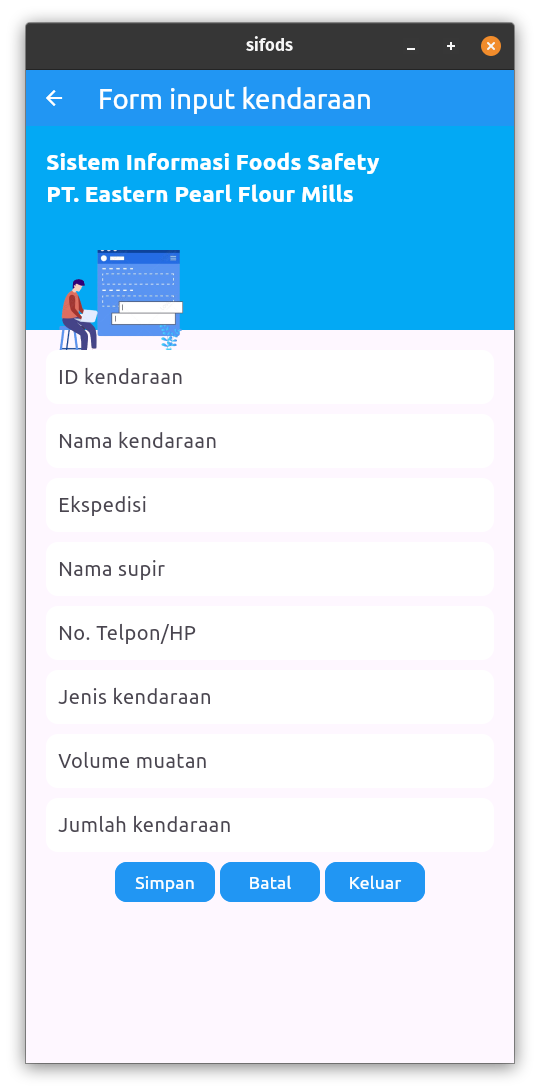 sifods
Form input kendaraan
Sistem Informasi Foods Safety
PT. Eastern Pearl Flour Mills
ID kendaraan
Nama kendaraan
Ekspedisi
Nama supir
No. Telpon/HP
Jenis kendaraan
Volume muatan
Jumlah kendaraan
Simpan Batal Keluar